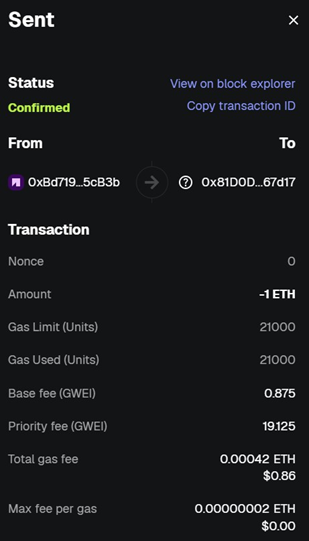 Sent
Status
View on block explorer
Confirmed
Copy transaction ID
From To
0xBd719...5cB3b 0x81D0D...67d17
Transaction
Nonce 0
Amount -1 ETH
Gas Limit (Units) 21000
Gas Used (Units) 21000
Base fee (GWEI) 0.875
Priority fee (GWEI) 19.125
Total gas fee 0.00042 ETH
$0.86
Max fee per gas 0.00000002 ETH
$0.00